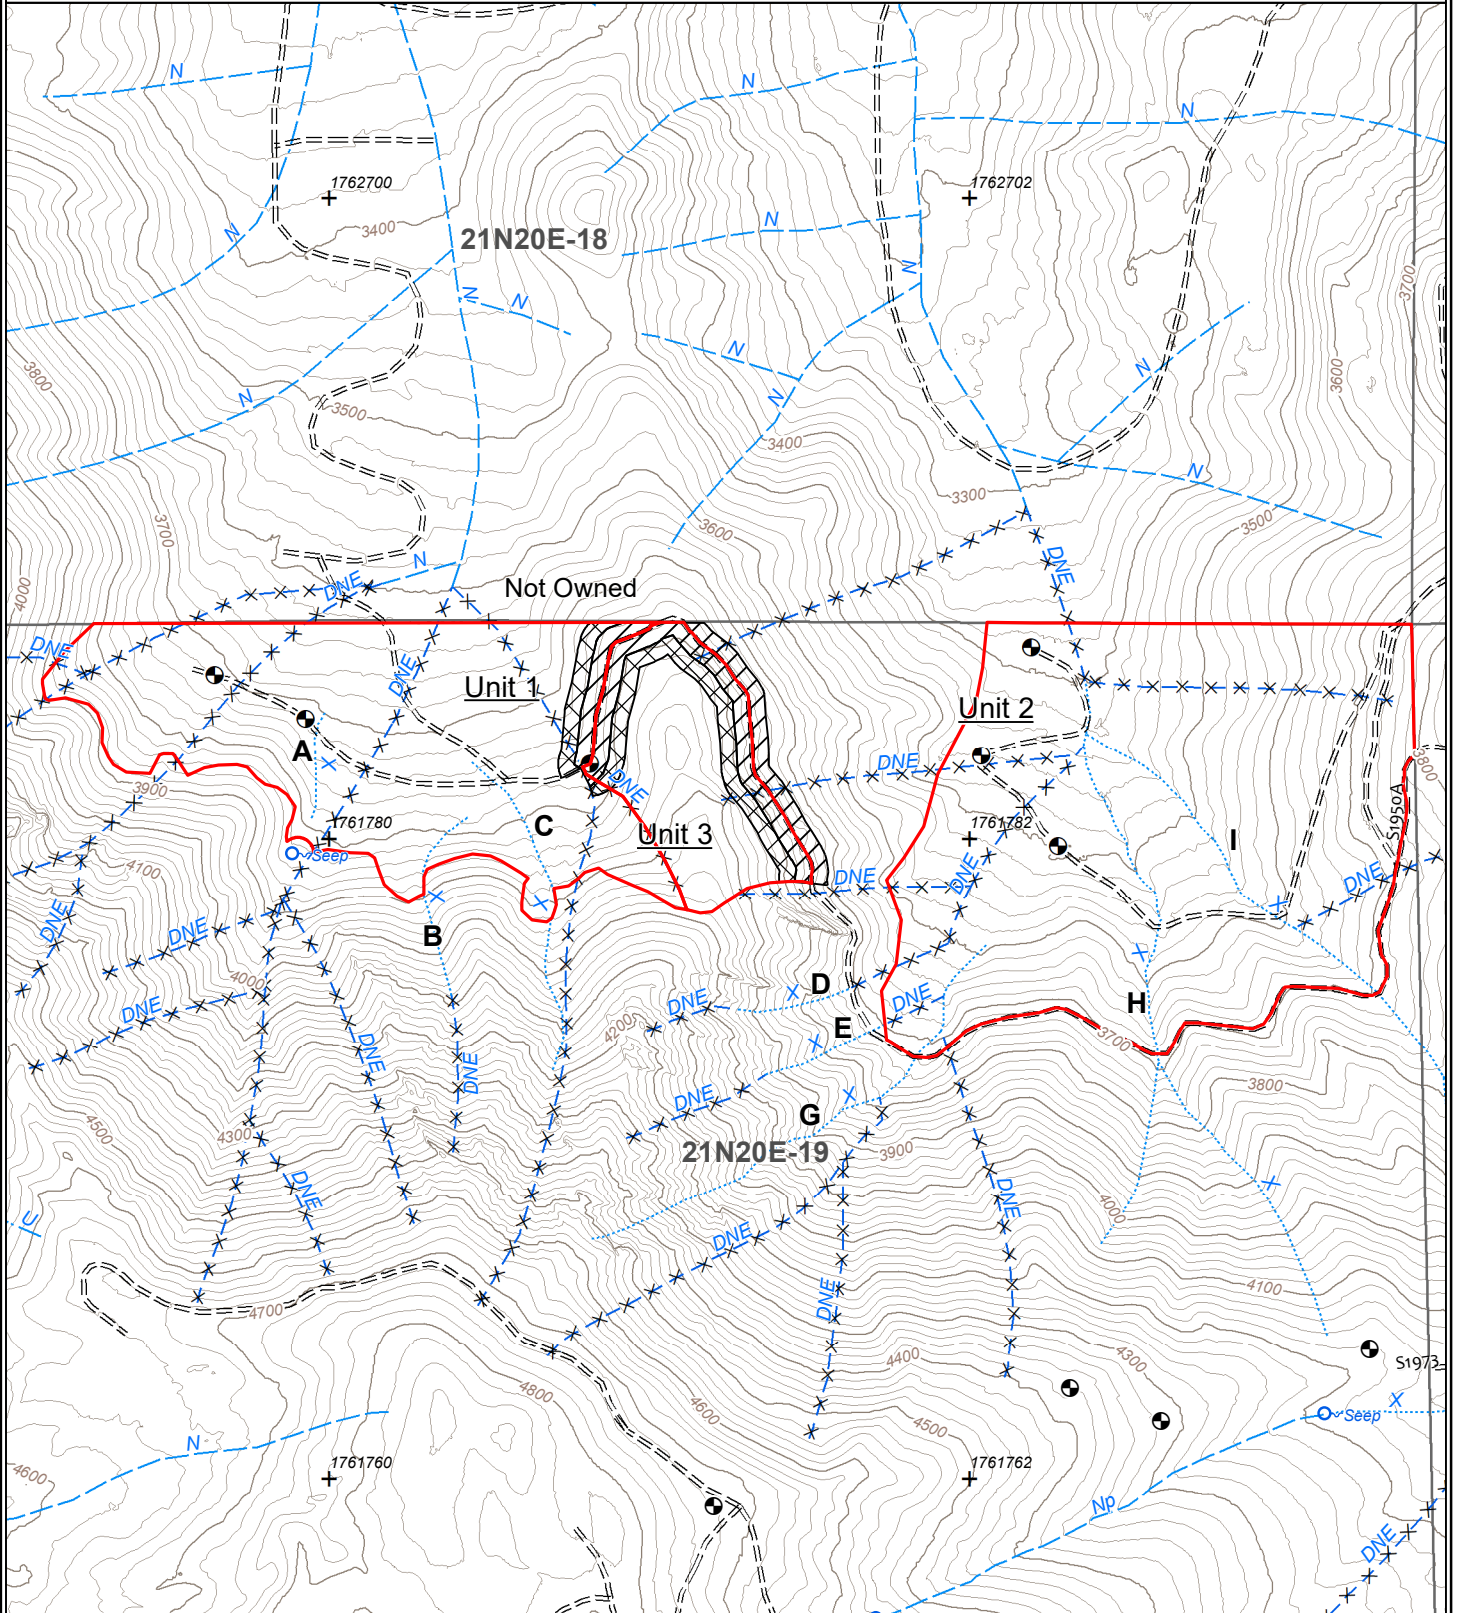 N
N
N
1762700
1762702
3400
21N20E-18
N
N
N
N
N
3700
3800
N
N
N
3600
N
N
3500
3400
N
3300
3700
3600
3500
N
DNE
DNE
4000
Not Owned
DNE
DNE
Unit 1
Unit 2
A
DNE
DNE
3800
3900
S1950A
C
1761780
Unit 3
1761782
I
Seep
X
4100
X
X
DNE
DNE
DNE
X
X
B
DNE
DNE
X
4000
D
X
DNE
DNE
DNE
H
4200
E
X
3700
DNE
DNE
3800
DNE
X
G
4500
4300
21N20E-19
3900
X
DNE
DNE
4000
U
DNE
4100
DNE
4700
4300
4400
S1973
4800
4600
X
Seep
4500
N
4600
1761760
1761762
Np
DNE